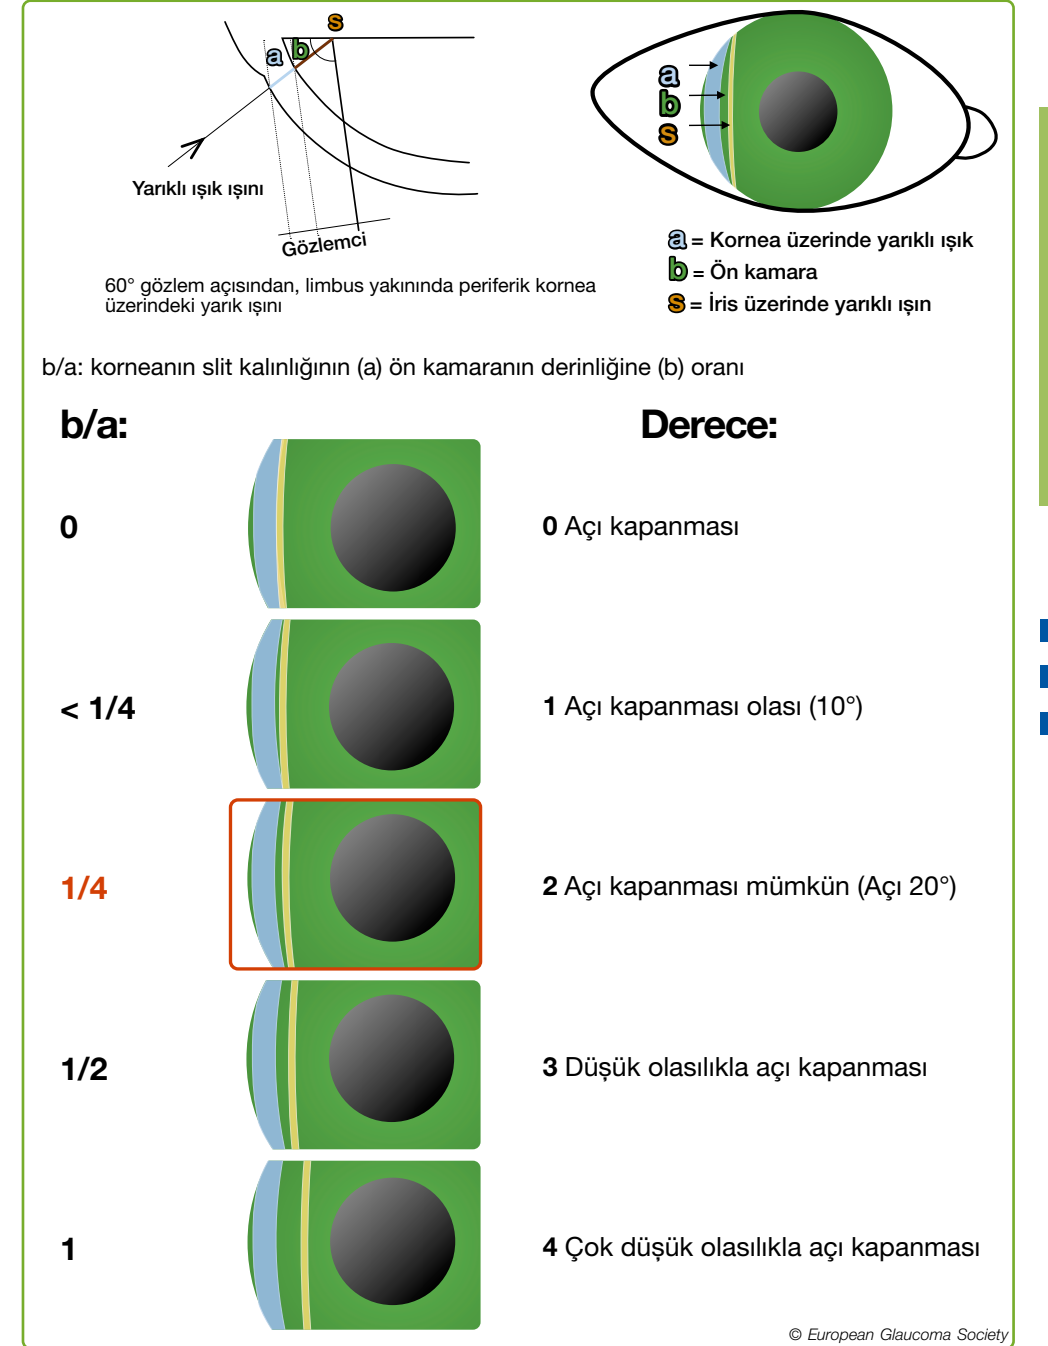 s
a b
Yarıklı ışık ışını
Gözlemci
60° gözlem açısından, limbus yakınında periferik kornea
üzerindeki yarık ışını
a
b
s
a = Kornea üzerinde yarıklı ışık
b = Ön kamara
s = İris üzerinde yarıklı ışın
b/a: korneanın slit kalınlığının (a) ön kamaranın derinliğine (b) oranı
b/a: Derece:
0 0 Açı kapanması
< 1/4 1 Açı kapanması olası (10°)
1/4 2 Açı kapanması mümkün (Açı 20°)
1/2 3 Düşük olasılıkla açı kapanması
1 4 Çok düşük olasılıkla açı kapanması
© European Glaucoma Society